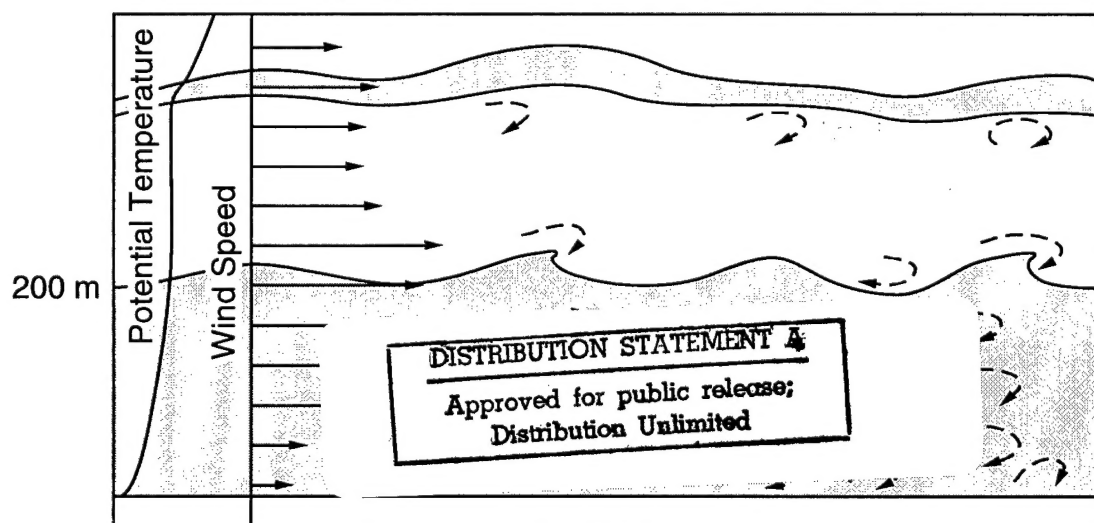 Potential Temperature
Wind Speed
200 m
DISTRIBUTION STATEMENT A
Approved for public release;
Distribution Unlimited